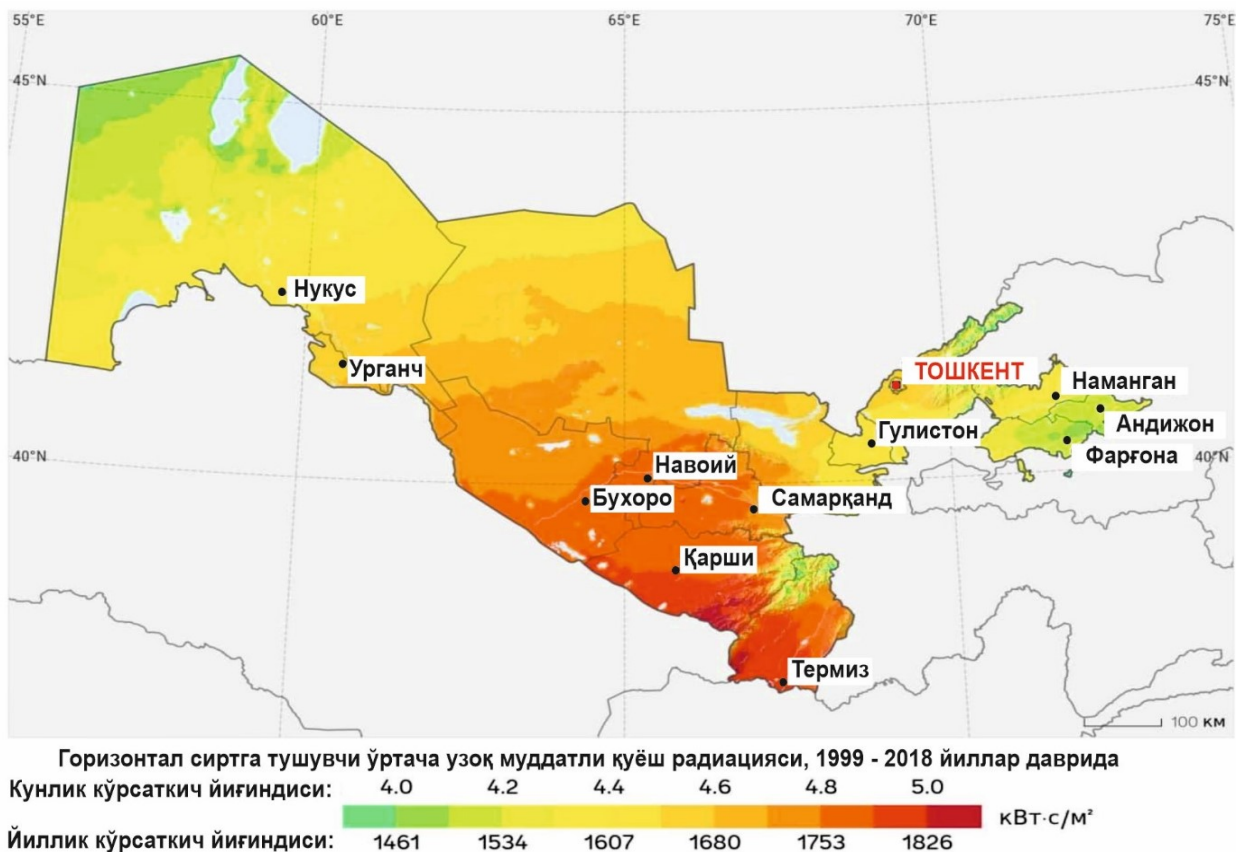 55°E 60°E 65°E 70°E 75°E
45°N 45°N
Нукус
Урганч
ТОШКЕНТ
Наманган
Андижон
Гулистон
Фарғона
40°N 40°N
Навоий
Бухоро
Самарқанд
Қарши
Термиз
100 км
Горизонтал сиртга тушувчи ўртача узоқ муддатли қуёш радиацияси, 1999 - 2018 йиллар даврида
Кунлик кўрсаткич йиғиндиси: 4.0 4.2 4.4 4.6 4.8 5.0
кВт·с/м²
Йиллик кўрсаткич йиғиндиси: 1461 1534 1607 1680 1753 1826